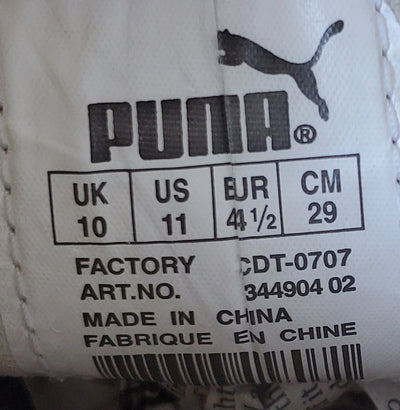 PUMA®
UK US EUR CM
10 11 44 1/2 29
FACTORY CDT-0707
ART.NO. 344904 02
MADE IN CHINA
FABRIQUE EN CHINE